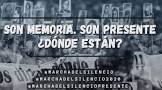 SON MEMORIA. SON PRESENTE
¿DÓNDE ESTÁN?
#MARCHADELSILENCIO
#MARCHADELSILENCIO2020
#MARCHADELSILENCIOPRESENTE